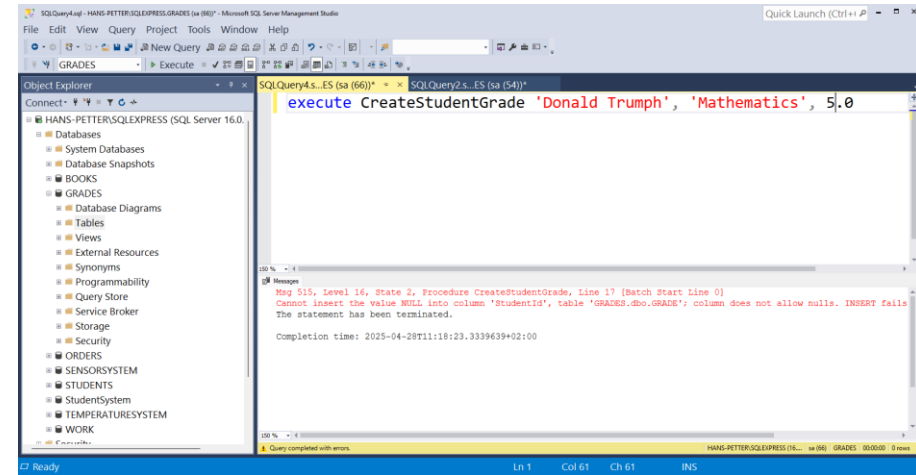 SQLQuery4.sql - HANS-PETTER\SQLEXPRESS.GRADES (sa (66))* - Microsoft SQL Server Management Studio
Quick Launch (Ctrl+
File Edit View Query Project Tools Window Help
New Query
GRADES Execute
Object Explorer
SQLQuery4.s...ES (sa (66))* SQLQuery2.s...ES (sa (54))*
Connect
execute CreateStudentGrade 'Donald Trumph', 'Mathematics', 5.0
HANS-PETTER\SQLEXPRESS (SQL Server 16.0.
Databases
System Databases
Database Snapshots
BOOKS
GRADES
Database Diagrams
Tables
Views
External Resources
Synonyms
Programmability
Query Store
Service Broker
Storage
Security
ORDERS
SENSORSYSTEM
STUDENTS
StudentSystem
TEMPERATURESYSTEM
WORK
Security
150 %
Messages
Msg 515, Level 16, State 2, Procedure CreateStudentGrade, Line 17 [Batch Start Line 0]
Cannot insert the value NULL into column 'StudentId', table 'GRADES.dbo.GRADE'; column does not allow nulls. INSERT fails
The statement has been terminated.
Completion time: 2025-04-28T11:18:23.3339639+02:00
150 %
Query completed with errors. HANS-PETTER\SQLEXPRESS (16... sa (66) GRADES 00:00:00 0 rows
Ready Ln 1 Col 61 Ch 61 INS